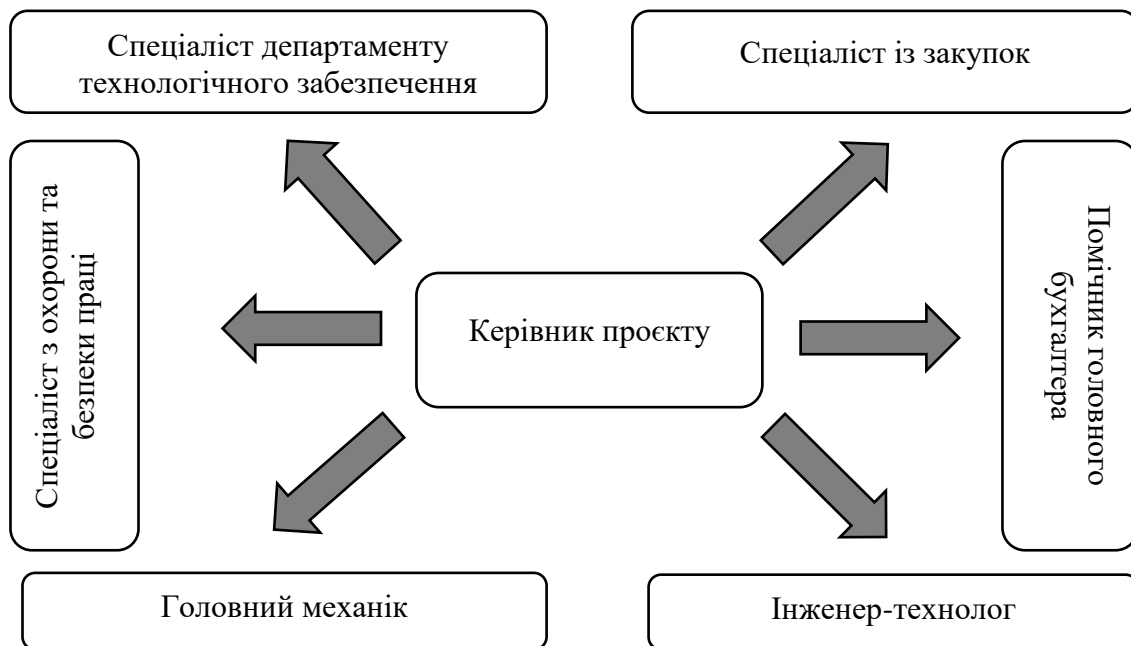 Спеціаліст департаменту
технологічного забезпечення
Спеціаліст із закупок
Спеціаліст з охорони та
безпеки праці
Керівник проєкту
Помічник головного
бухгалтера
Головний механік
Інженер-технолог